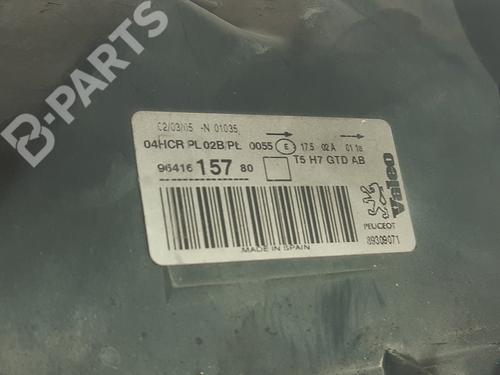 B-PARTS
02/03/05 -N 01035
04HCR PL 02B/PL 0055 E 17.5 02A 01 1a
96416 157 80 T5 H7 GTD AB
MADE IN SPAIN
PEUGEOT
89309071
Valeo